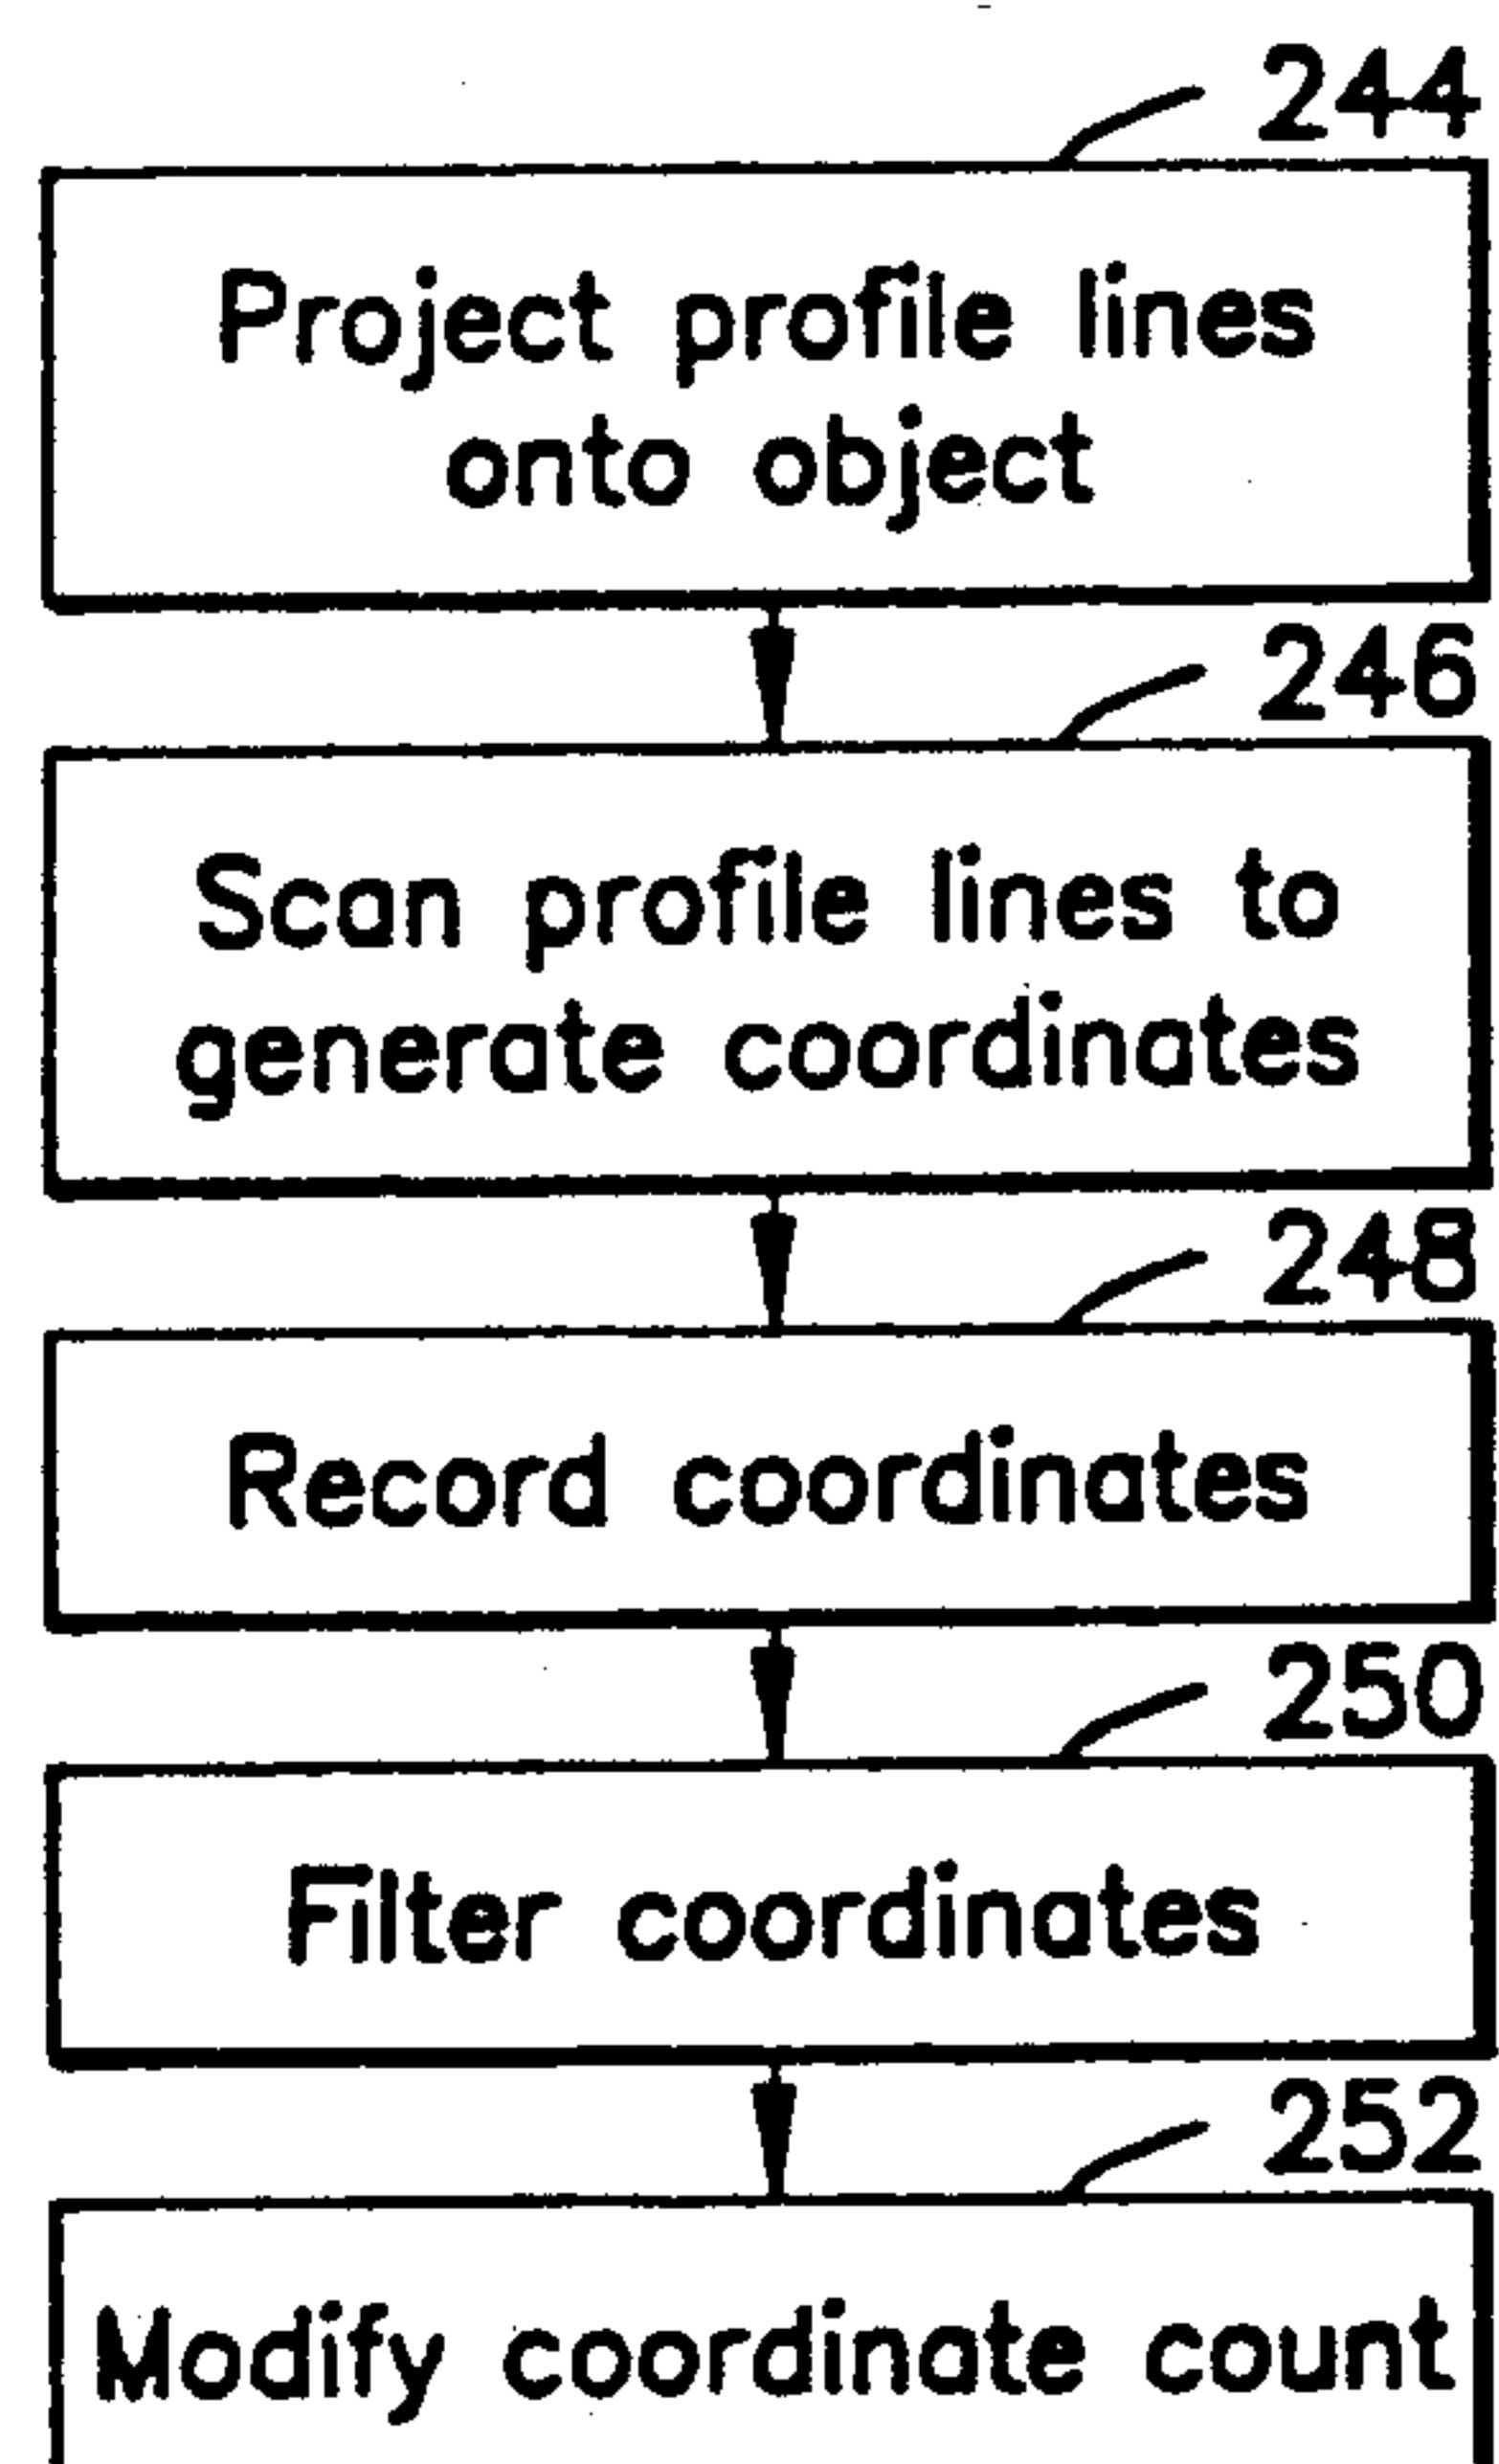 244
Project profile lines
onto object
246
Scan profile lines to
generate coordinates
248
Record coordinates
250
Filter coordinates
252
Modify coordinate count